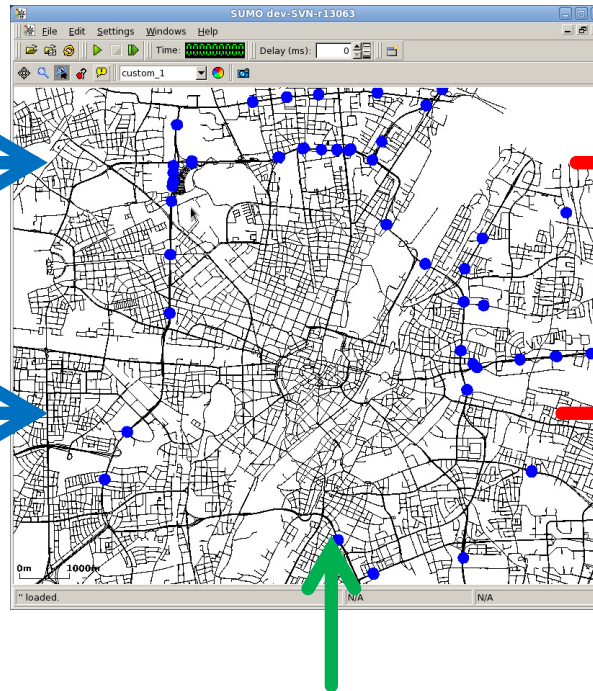 SUMO dev-SVN-r13063
File Edit Settings Windows Help
Time: Delay (ms): 0
custom_1
0m 1000m
'' loaded. N/A N/A